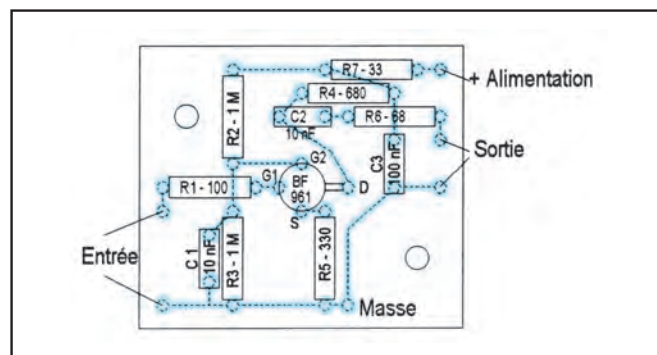 R7 - 33
+ Alimentation
R4 - 680
R2 - 1 M
C2
10 nF
R6 - 68
Sortie
C3
100 nF
G2
R1 - 100
G1
BF
961
D
S
Entrée
C 1
10 nF
R3 - 1 M
R5 - 330
Masse